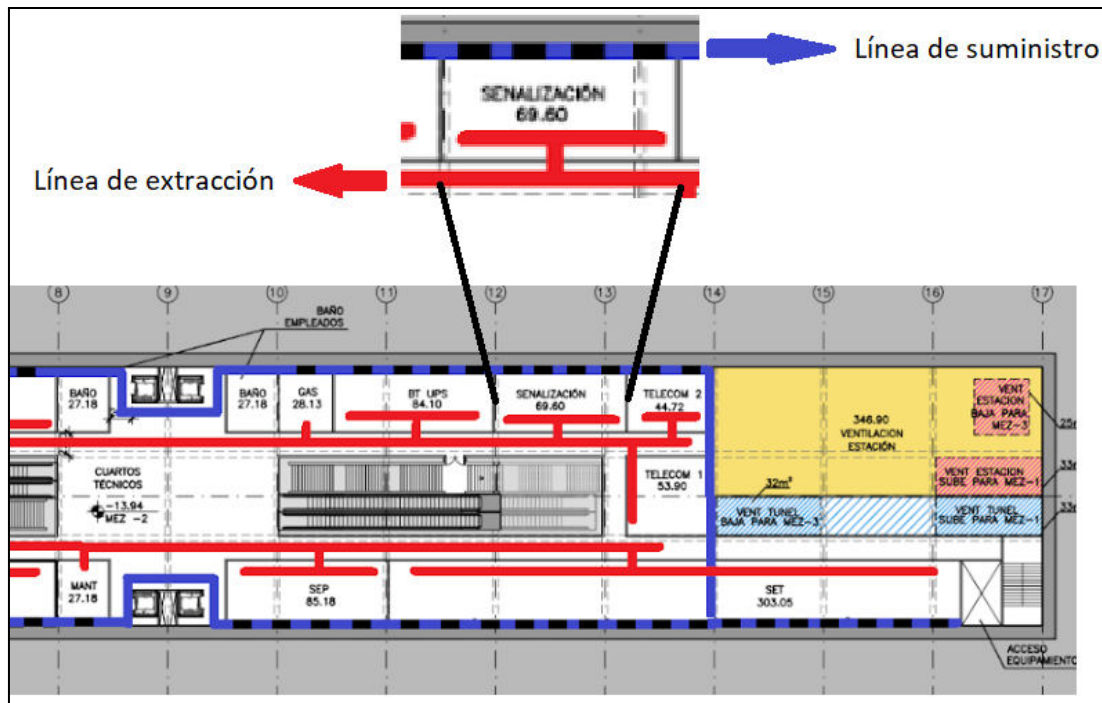 Línea de suministro
SENALIZACIÓN
69.60
Línea de extracción
8
9
10
11
12
13
14
15
16
17
BAÑO
EMPLEADOS
BAÑO
27.18
BAÑO
27.18
GAS
28.13
BT UPS
84.10
SENALIZACIÓN
69.60
TELECOM 2
44.72
346.90
VENTILACION
ESTACIÓN
VENT
ESTACION
BAJA PARA
MEZ-3
CUARTOS
TÉCNICOS
-13.94
MEZ -2
TELECOM 1
53.90
32m²
VENT TUNEL
BAJA PARA MEZ-3
VENT ESTACION
SUBE PARA MEZ-1
VENT TUNEL
SUBE PARA MEZ-1
MANT
27.18
SEP
85.18
SET
303.05
ACCESO
EQUIPAMIENTO